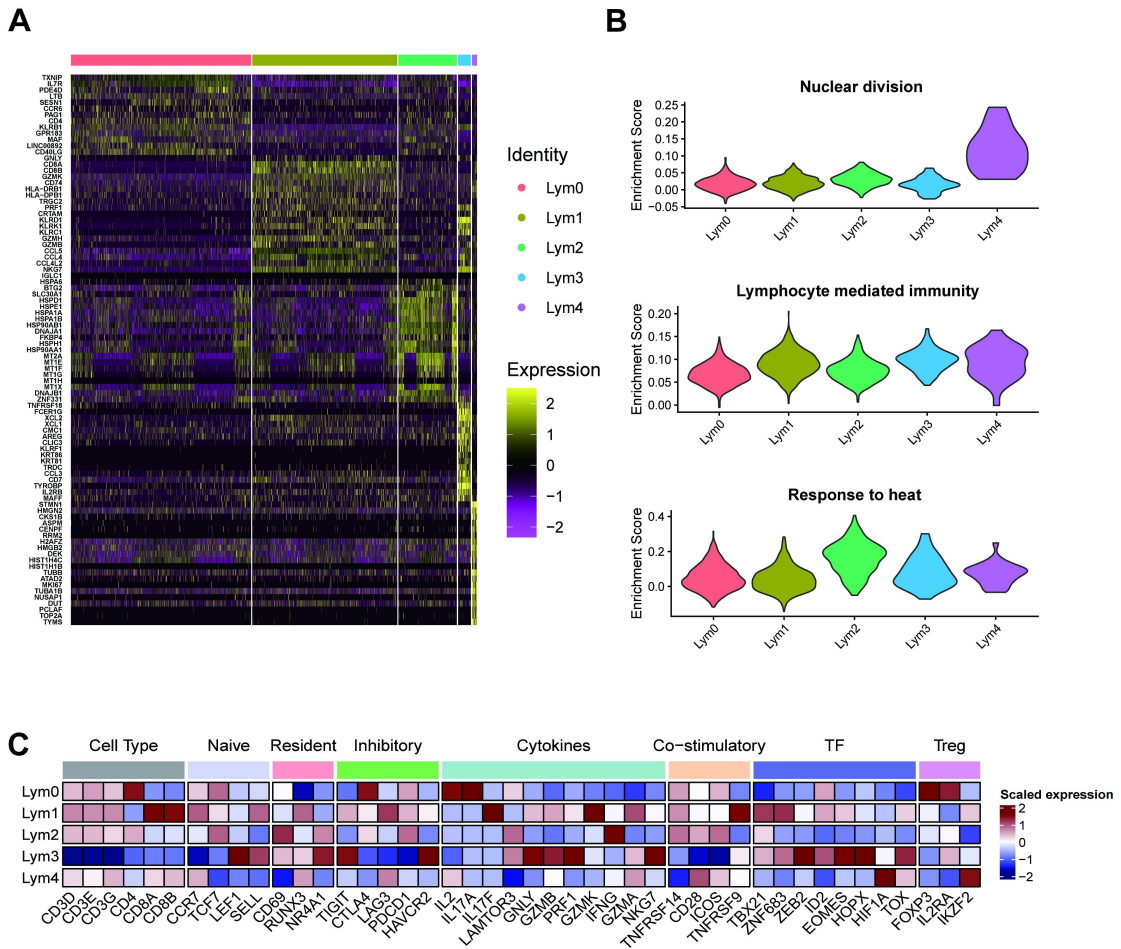 A
TXNIP
IL7R
PDE4D
LTB
SESN1
CCR6
PAG1
CD4
KLRB1
GPR183
MAF
LINC00892
CD40LG
GNLY
CD8A
CD8B
GZMK
CD74
HLA-DRB1
HLA-DPB1
TRGC2
PRF1
CRTAM
KLRD1
KLRK1
KLRC1
GZMH
GZMB
CCL5
CCL4
CCL4L2
NKG7
IGLC1
HSPA6
BTG2
SLC30A1
HSPD1
HSPE1
HSPA1A
HSPA1B
HSP90AB1
DNAJA1
FKBP4
HSPH1
HSP90AA1
MT2A
MT1E
MT1F
MT1G
MT1H
MT1X
DNAJB1
ZNF331
TNFRSF18
FCER1G
XCL2
XCL1
CMC1
AREG
CLIC3
KLRF1
KRT86
KRT81
TRDC
CCL3
CD7
TYROBP
IL2RB
MAFF
STMN1
HMGN2
CKS1B
ASPM
CENPF
RRM2
H2AFZ
HMGB2
DEK
HIST1H4C
HIST1H1B
TUBB
ATAD2
MKI67
TUBA1B
NUSAP1
DUT
PCLAF
TOP2A
TYMS
Identity
Lym0
Lym1
Lym2
Lym3
Lym4
Expression
2
1
0
−1
−2
B
Nuclear division
Enrichment Score
0.25
0.20
0.15
0.10
0.05
0.00
−0.05
Lym0 Lym1 Lym2 Lym3 Lym4
Lymphocyte mediated immunity
Enrichment Score
0.20
0.15
0.10
0.05
0.00
Lym0 Lym1 Lym2 Lym3 Lym4
Response to heat
Enrichment Score
0.4
0.2
0.0
Lym0 Lym1 Lym2 Lym3 Lym4
C
Cell Type Naive Resident Inhibitory Cytokines Co−stimulatory TF Treg
Lym0
Lym1
Lym2
Lym3
Lym4
CD3D CD3E CD3G CD4 CD8A CD8B CCR7 TCF7 LEF1 SELL CD69 RUNX3 NR4A1 TIGIT CTLA4 LAG3 PDCD1 HAVCR2 IL2 IL17A IL17F LAMTOR3 GNLY GZMB PRF1 GZMK IFNG GZMA NKG7 TNFRSF14 CD28 ICOS TNFRSF9 TBX21 ZNF683 ZEB2 ID2 EOMES HOPX HIF1A TOX FOXP3 IL2RA IKZF2
Scaled expression
2
1
0
−1
−2